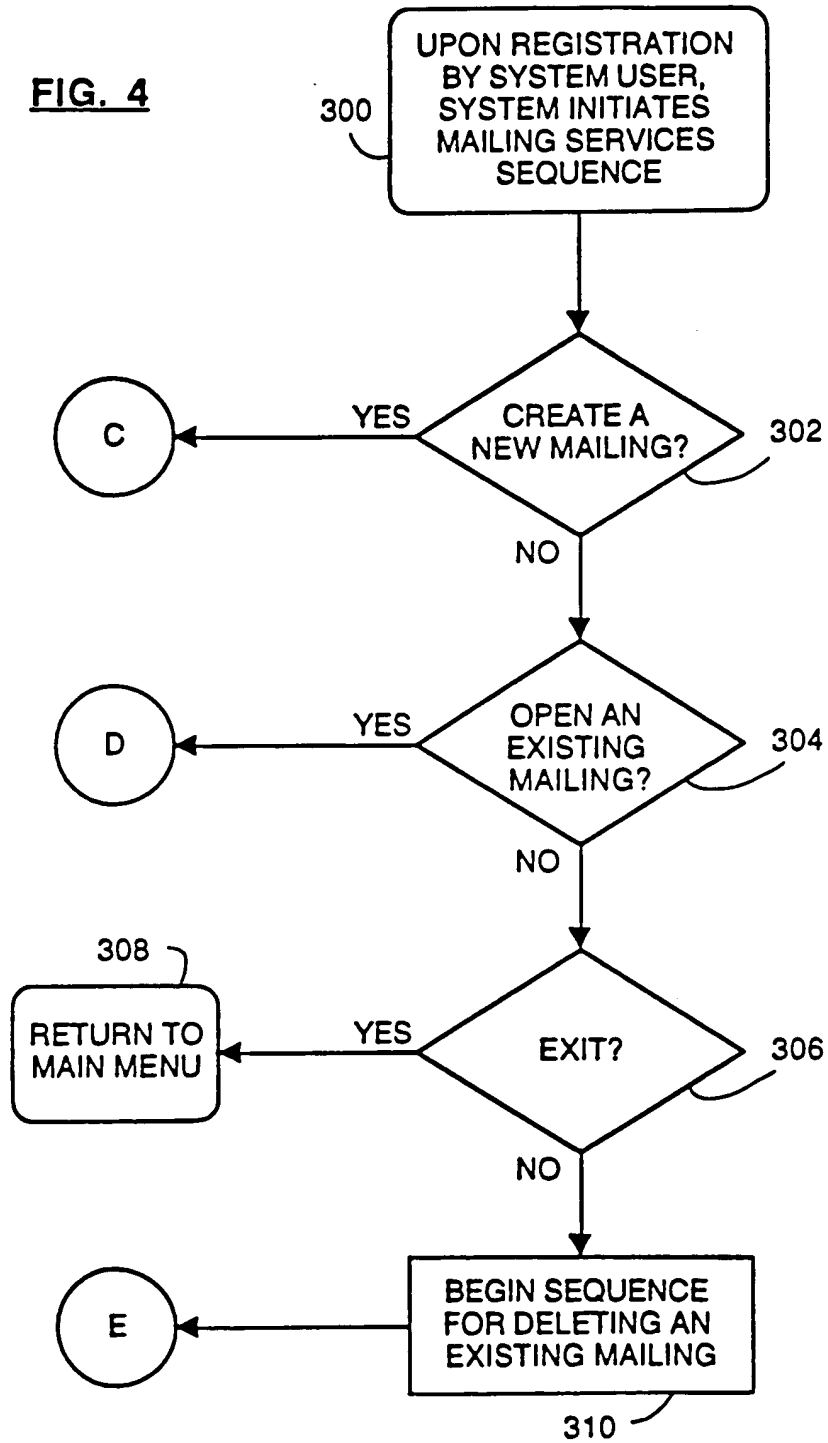 FIG. 4
300
UPON REGISTRATION
BY SYSTEM USER,
SYSTEM INITIATES
MAILING SERVICES
SEQUENCE
C
YES
CREATE A
NEW MAILING?
302
NO
D
YES
OPEN AN
EXISTING
MAILING?
304
NO
308
RETURN TO
MAIN MENU
YES
EXIT?
306
NO
E
BEGIN SEQUENCE
FOR DELETING AN
EXISTING MAILING
310